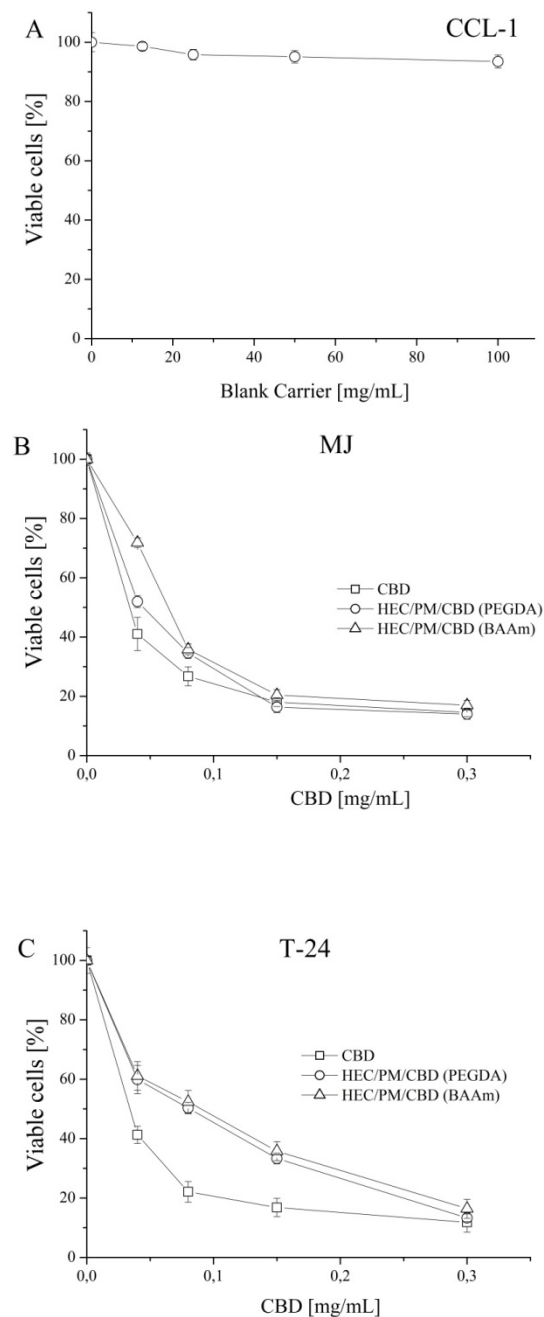 A
CCL-1
100
80
60
40
20
0
Viable cells [%]
0 20 40 60 80 100
Blank Carrier [mg/mL]
B
MJ
100
80
60
40
20
0
Viable cells [%]
CBD
HEC/PM/CBD (PEGDA)
HEC/PM/CBD (BAAm)
0,0 0,1 0,2 0,3
CBD [mg/mL]
C
T-24
100
80
60
40
20
0
Viable cells [%]
CBD
HEC/PM/CBD (PEGDA)
HEC/PM/CBD (BAAm)
0,0 0,1 0,2 0,3
CBD [mg/mL]